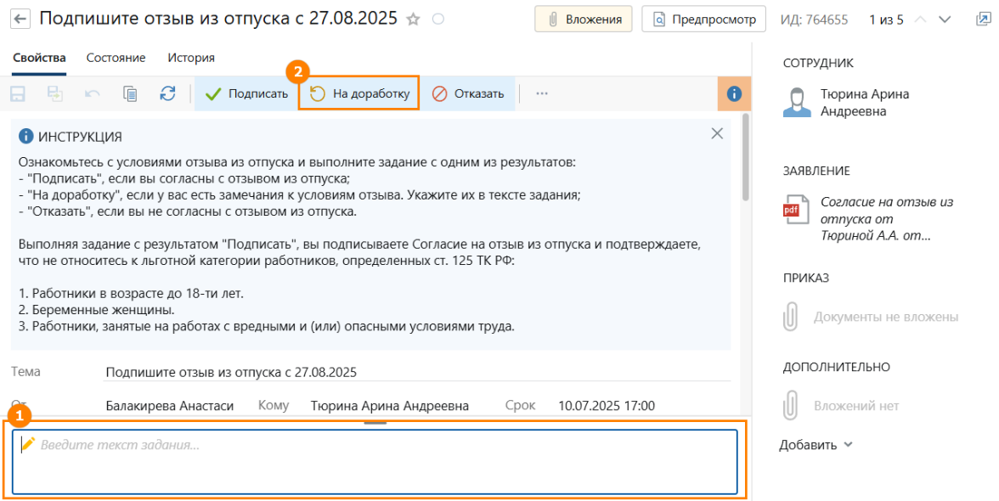 Подпишите отзыв из отпуска с 27.08.2025
Вложения
Предпросмотр
ИД: 764655
1 из 5
Свойства
Состояние
История
2
Подписать
На доработку
Отказать
...
ИНСТРУКЦИЯ
Ознакомьтесь с условиями отзыва из отпуска и выполните задание с одним из результатов:
- "Подписать", если вы согласны с отзывом из отпуска;
- "На доработку", если у вас есть замечания к условиям отзыва. Укажите их в тексте задания;
- "Отказать", если вы не согласны с отзывом из отпуска.
Выполняя задание с результатом "Подписать", вы подписываете Согласие на отзыв из отпуска и подтверждаете,
что не относитесь к льготной категории работников, определенных ст. 125 ТК РФ:
1. Работники в возрасте до 18-ти лет.
2. Беременные женщины.
3. Работники, занятые на работах с вредными и (или) опасными условиями труда.
Тема
Подпишите отзыв из отпуска с 27.08.2025
От
Балакирева Анастаси
Кому
Тюрина Арина Андреевна
Срок
10.07.2025 17:00
1
Введите текст задания...
СОТРУДНИК
Тюрина Арина
Андреевна
ЗАЯВЛЕНИЕ
pdf
Согласие на отзыв из
отпуска от
Тюриной А.А. от...
ПРИКАЗ
Документы не вложены
ДОПОЛНИТЕЛЬНО
Вложений нет
Добавить